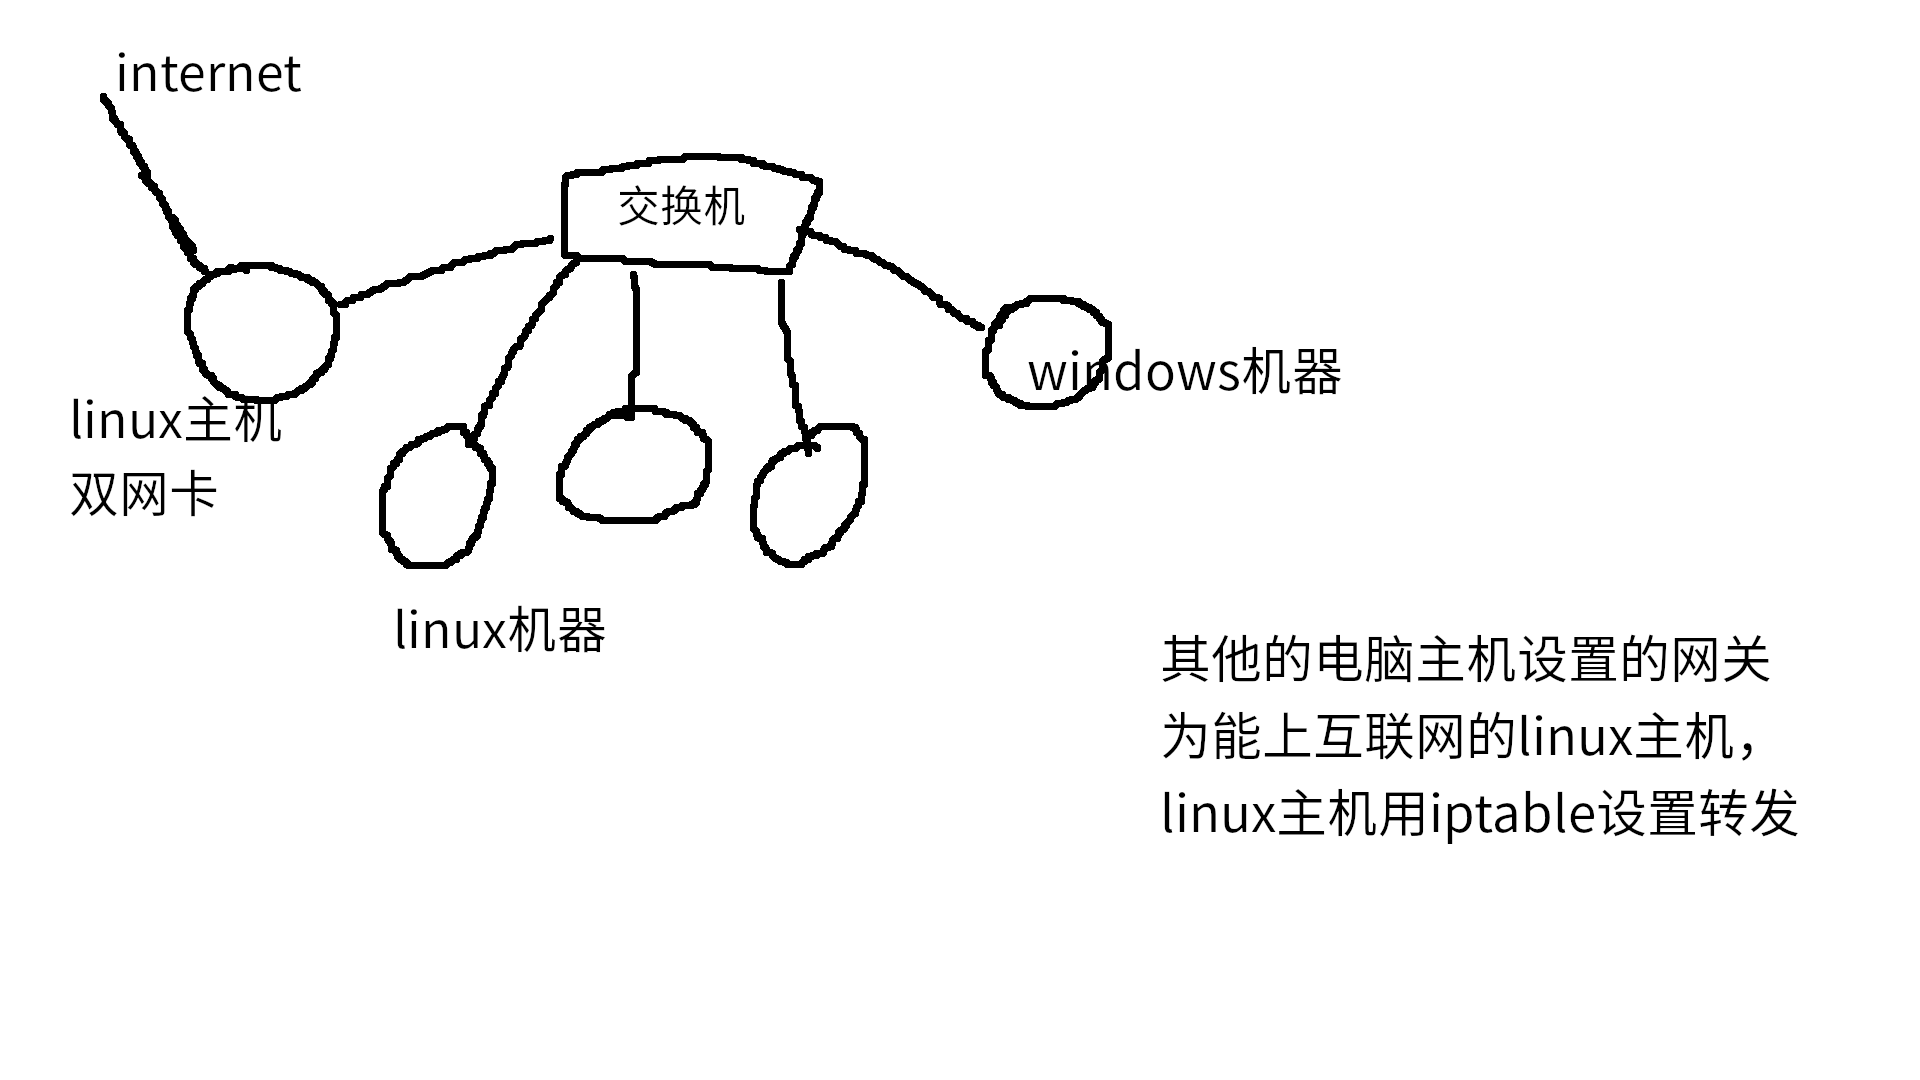 internet
交换机
windows机器
linux主机
双网卡
linux机器
其他的电脑主机设置的网关
为能上互联网的linux主机，
linux主机用iptable设置转发